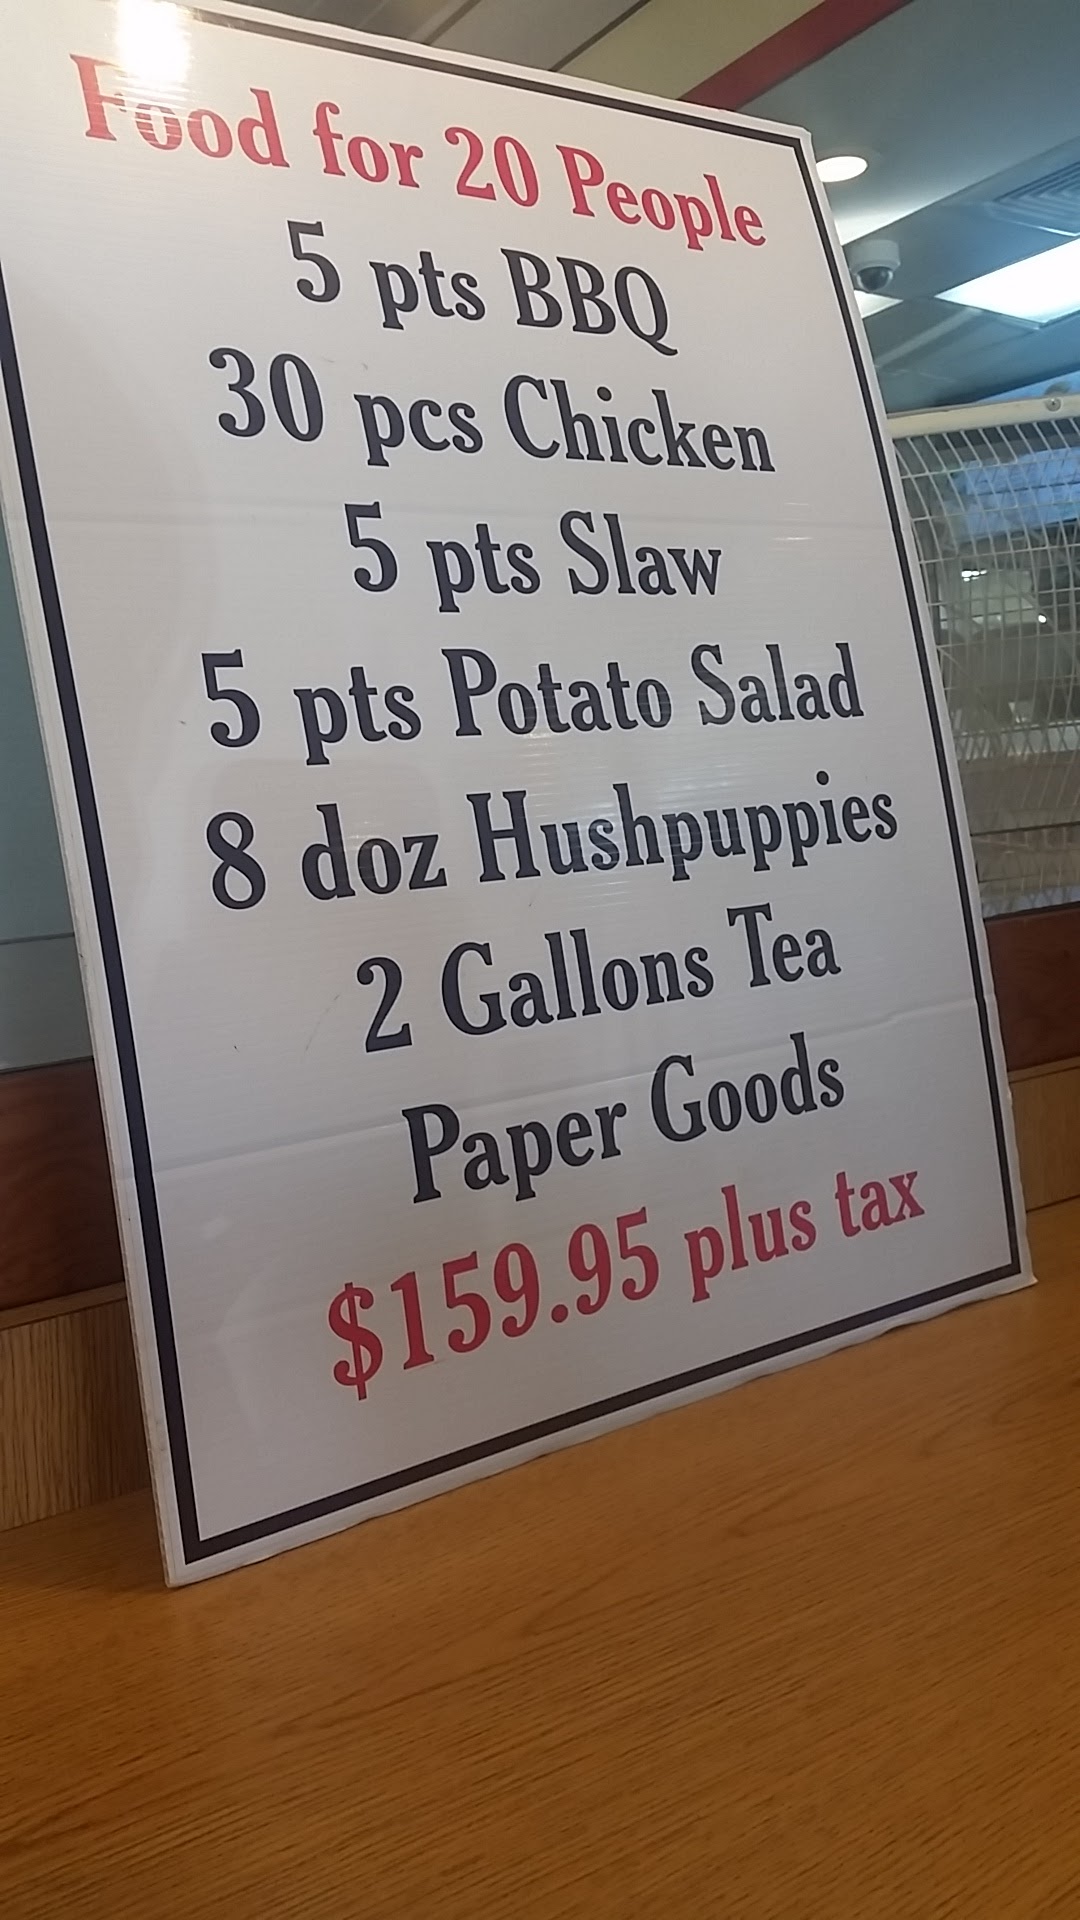 Food for 20 People
5 pts BBQ
30 pcs Chicken
5 pts Slaw
5 pts Potato Salad
8 doz Hushpuppies
2 Gallons Tea
Paper Goods
$159.95 plus tax